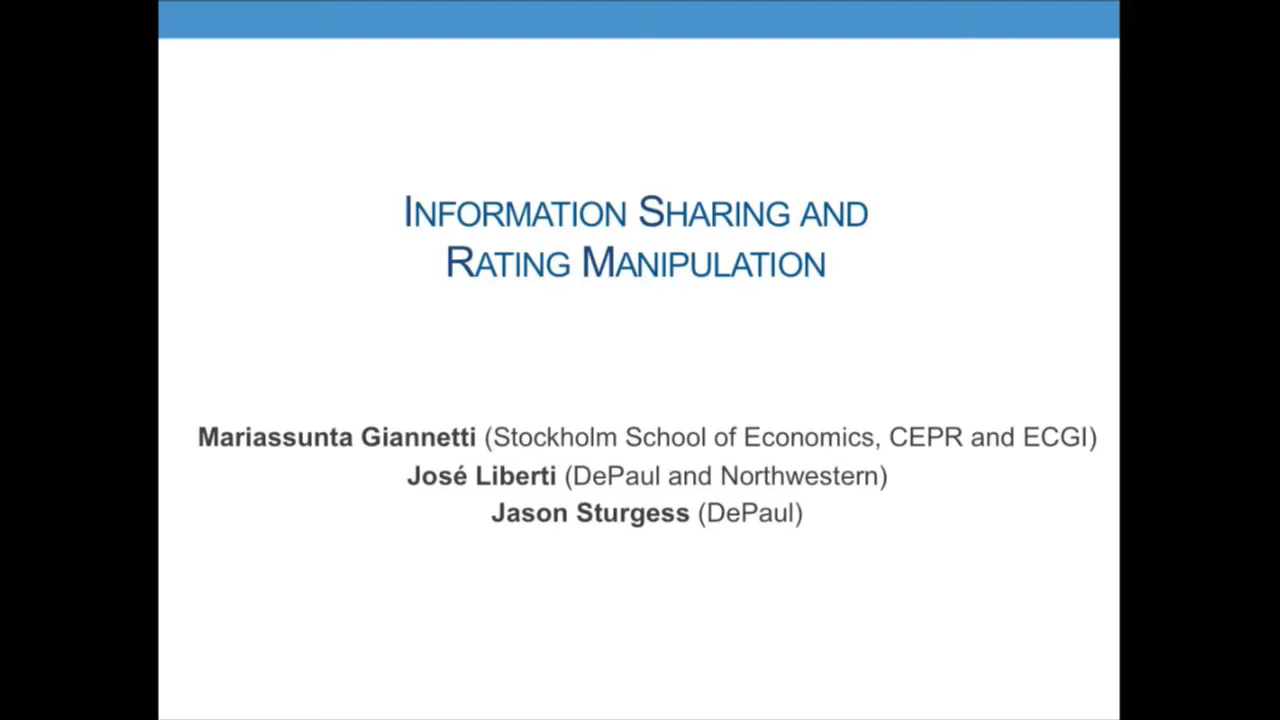 INFORMATION SHARING AND
RATING MANIPULATION
Mariassunta Giannetti (Stockholm School of Economics, CEPR and ECGI)
José Liberti (DePaul and Northwestern)
Jason Sturgess (DePaul)